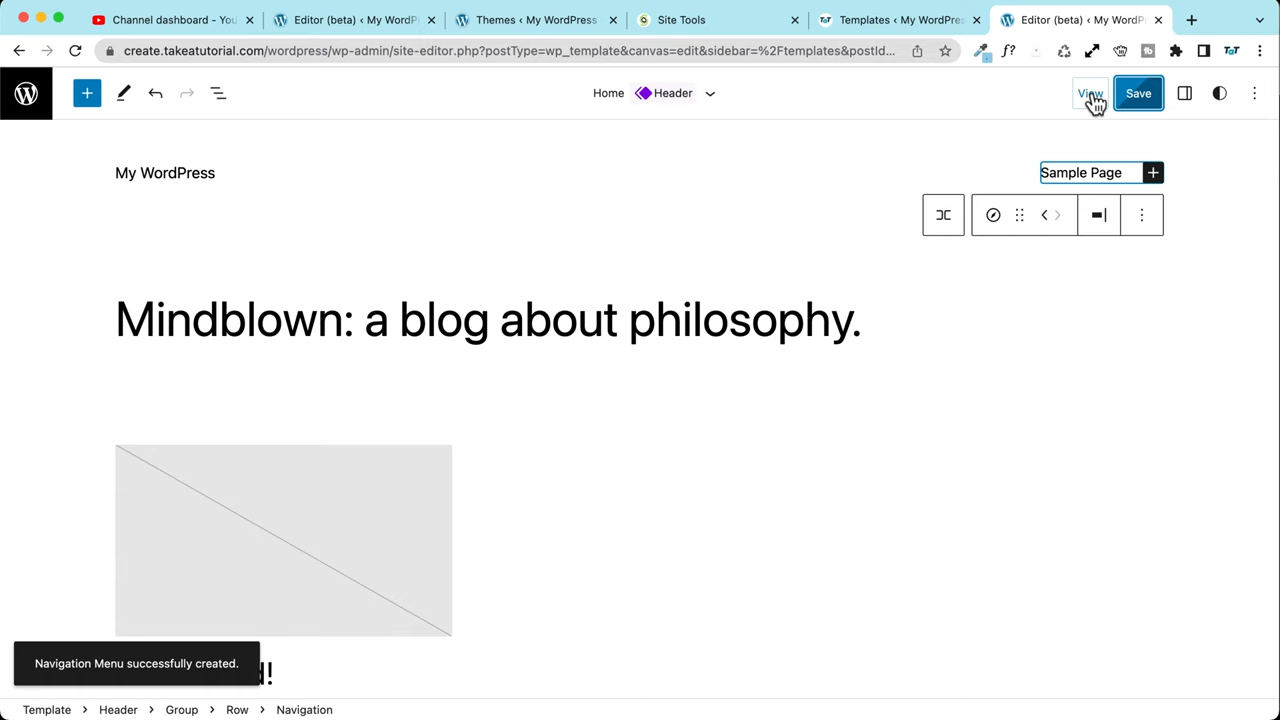 Channel dashboard - You
Editor (beta) ‹ My WordP
Themes ‹ My WordPress
Site Tools
Templates ‹ My WordPres
Editor (beta) ‹ My WordP
create.takeatutorial.com/wordpress/wp-admin/site-editor.php?postType=wp_template&canvas=edit&sidebar=%2Ftemplates&postId...
f?
ToT
Home Header
View
Save
My WordPress
Sample Page
Mindblown: a blog about philosophy.
d!
Navigation Menu successfully created.
Template > Header > Group > Row > Navigation